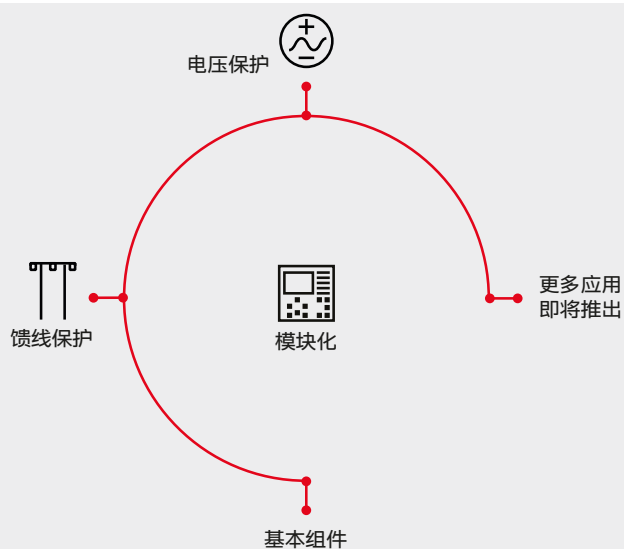 电压保护
更多应用
即将推出
馈线保护
模块化
基本组件